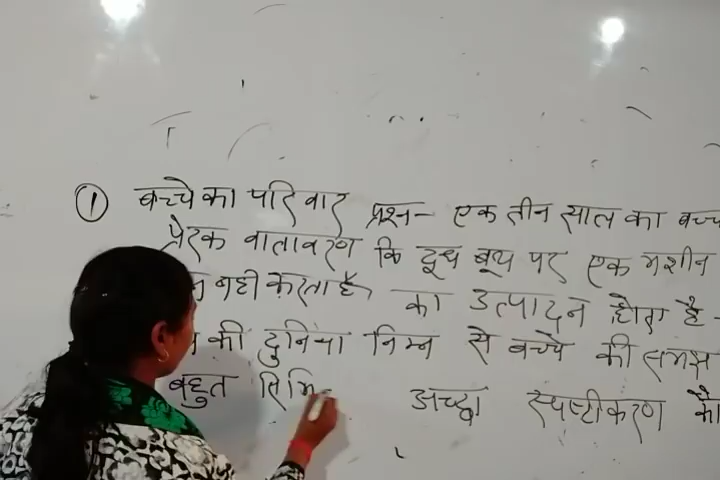 ① बच्चे का परिवार प्रश्न- एक तीन साल का बच्च
प्रेरक वातावरण कि दूध बूथ पर एक मशीन
नही करता है। का उत्पादन होता है-
की दुनिया निम्न से बच्चे की समझ
बहुत सिमि अच्छा स्पष्टीकरण